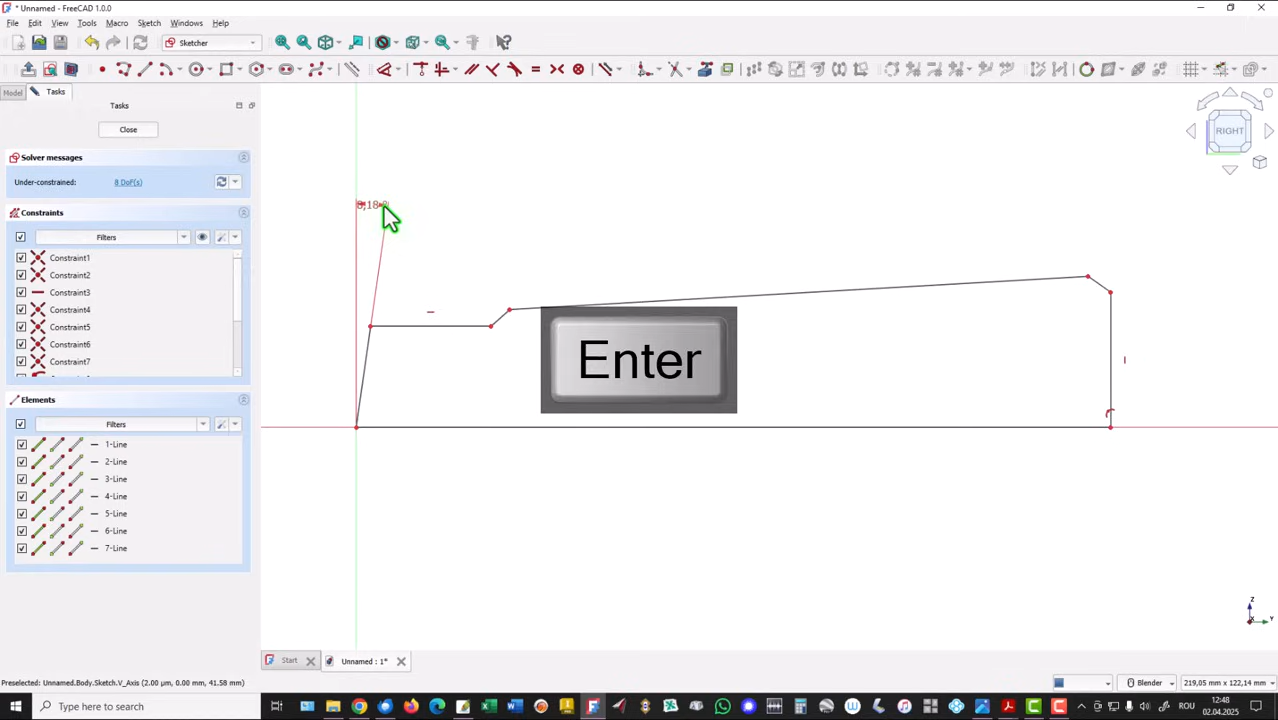 * Unnamed - FreeCAD 1.0.0
File Edit View Tools Macro Sketch Windows Help
Sketcher
Model Tasks
Tasks
Close
Solver messages
Under-constrained: 8 DoF(s)
Constraints
Filters
Constraint1
Constraint2
Constraint3
Constraint4
Constraint5
Constraint6
Constraint7
Elements
Filters
1-Line
2-Line
3-Line
4-Line
5-Line
6-Line
7-Line
RIGHT
Enter
Z
Y
Start
Unnamed : 1*
Preselected: Unnamed.Body.Sketch.V_Axis (2.00 µm, 0.00 mm, 41.58 mm)
Blender
219,05 mm x 122,14 mm
Type here to search
12:48
02.04.2025